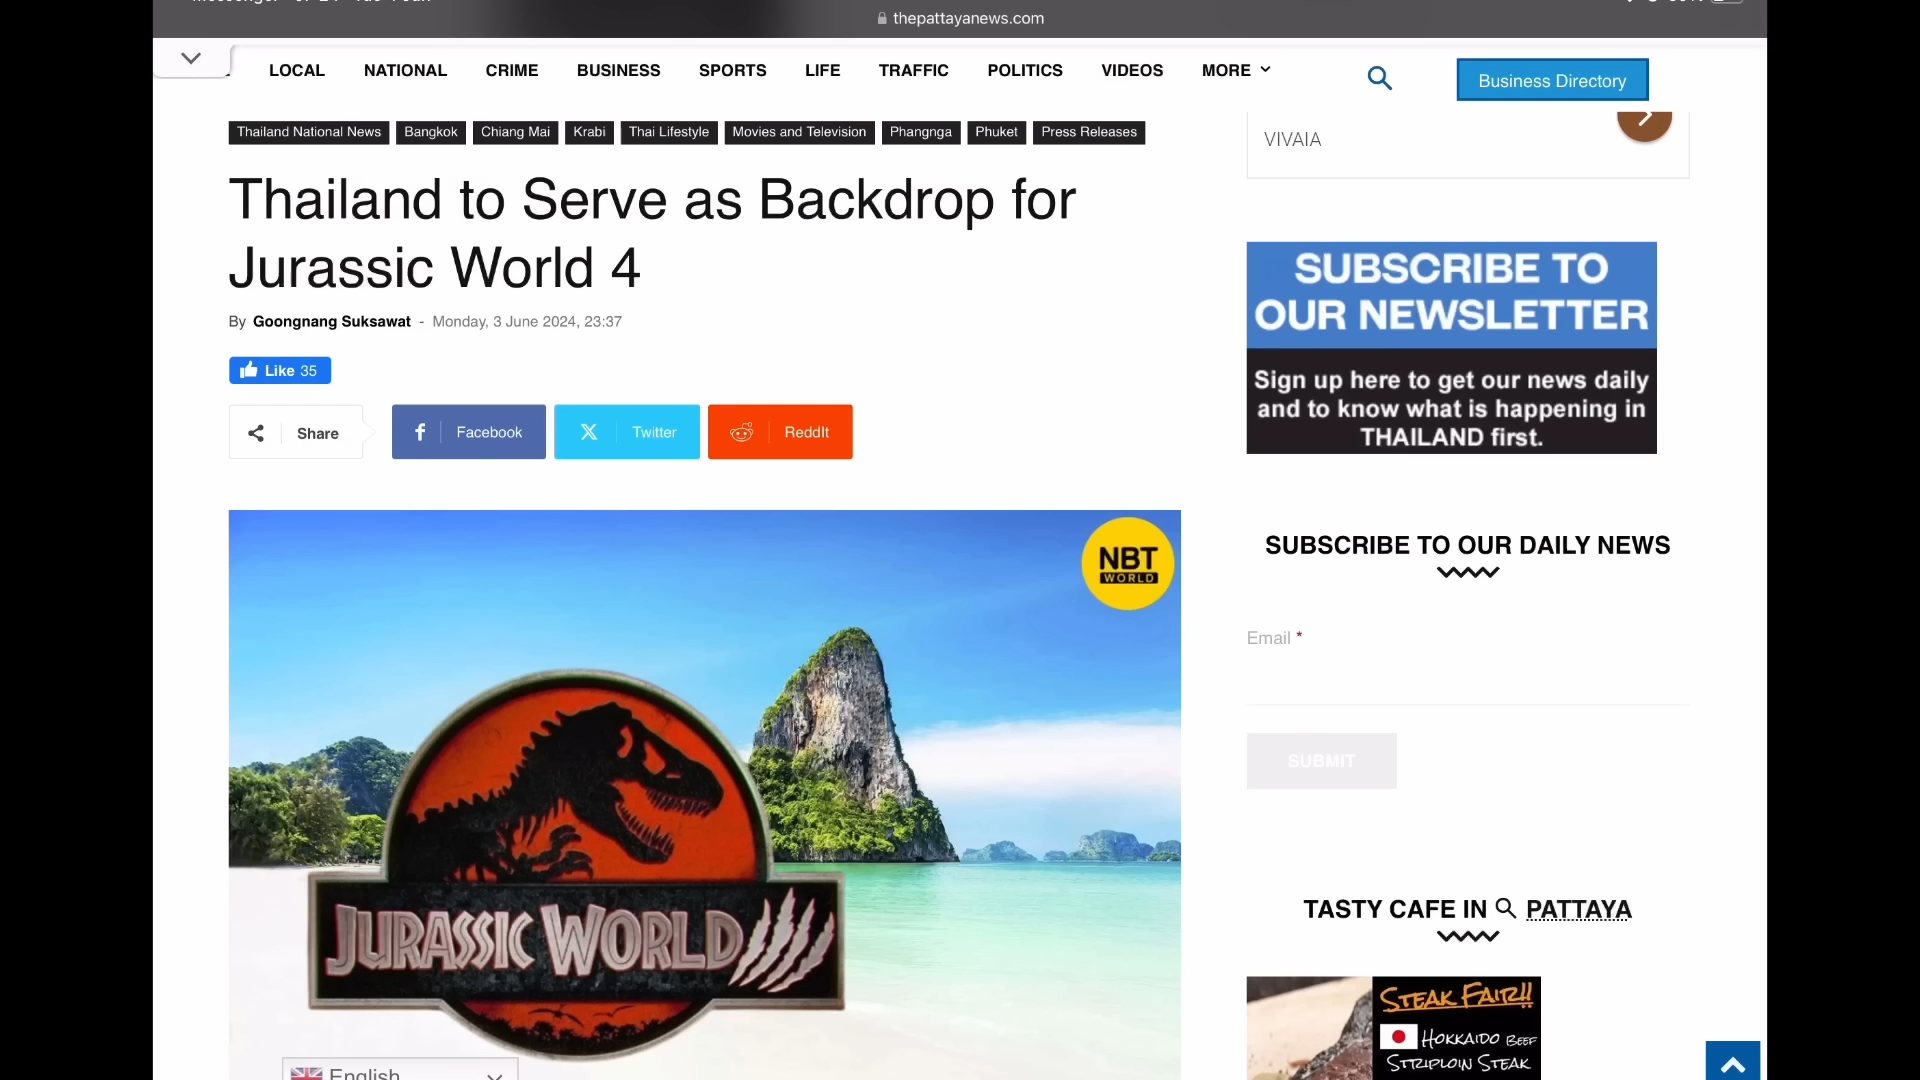 thepattayanews.com
LOCAL NATIONAL CRIME BUSINESS SPORTS LIFE TRAFFIC POLITICS VIDEOS MORE
Business Directory
Thailand National News Bangkok Chiang Mai Krabi Thai Lifestyle Movies and Television Phangnga Phuket Press Releases
Thailand to Serve as Backdrop for
Jurassic World 4
By Goongnang Suksawat - Monday, 3 June 2024, 23:37
Like 35
Share
Facebook
Twitter
ReddIt
NBT
WORLD
JURASSIC WORLD
English
VIVAIA
SUBSCRIBE TO
OUR NEWSLETTER
Sign up here to get our news daily
and to know what is happening in
THAILAND first.
SUBSCRIBE TO OUR DAILY NEWS
Email *
SUBMIT
TASTY CAFE IN PATTAYA
STEAK FAIR!!
HOKKAIDO BEEF
STRIPLOIN STEAK